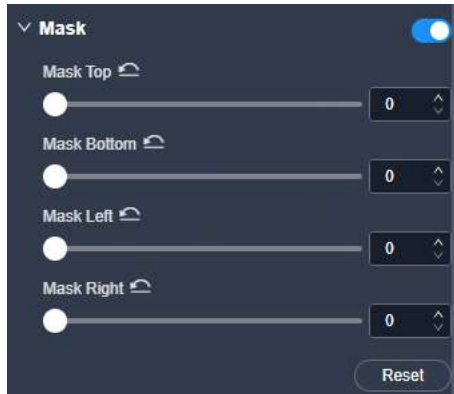 Mask
Mask Top
0
Mask Bottom
0
Mask Left
0
Mask Right
0
Reset